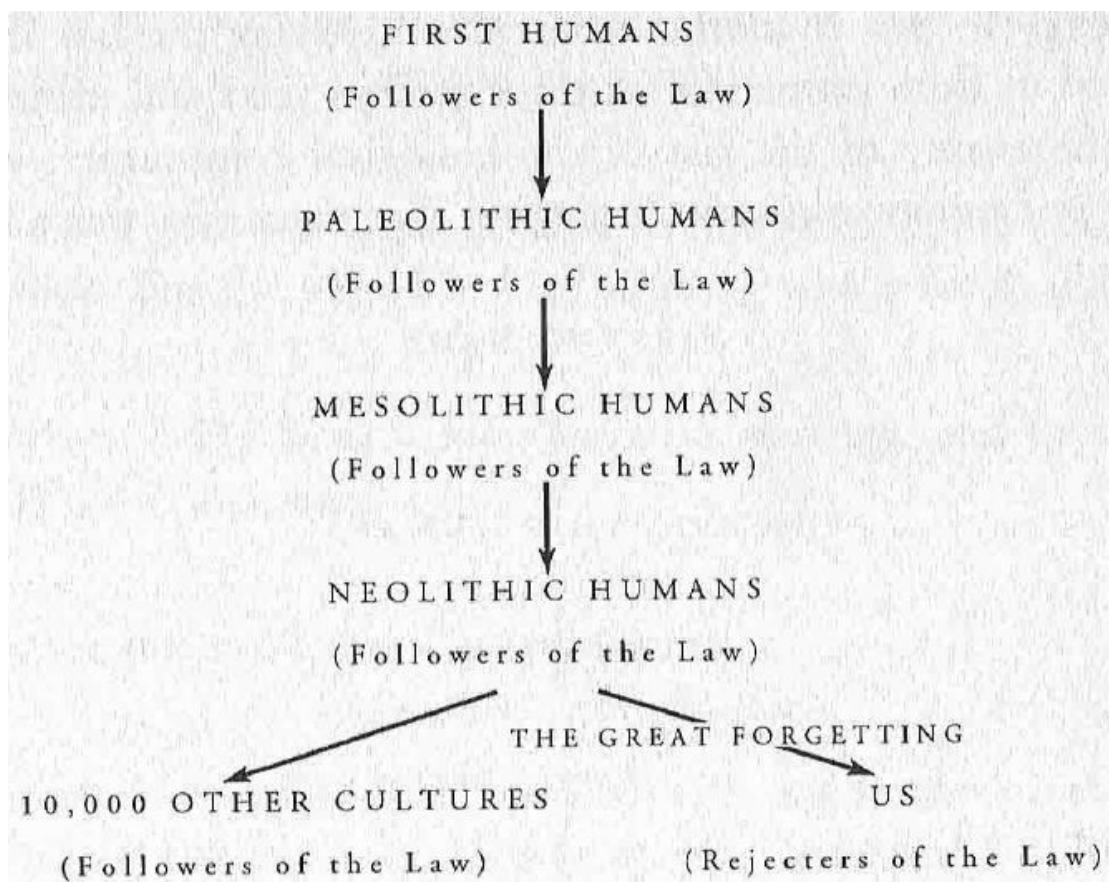 FIRST HUMANS
(Followers of the Law)
PALEOLITHIC HUMANS
(Followers of the Law)
MESOLITHIC HUMANS
(Followers of the Law)
NEOLITHIC HUMANS
(Followers of the Law)
THE GREAT FORGETTING
10,000 OTHER CULTURES
US
(Followers of the Law)
(Rejecters of the Law)